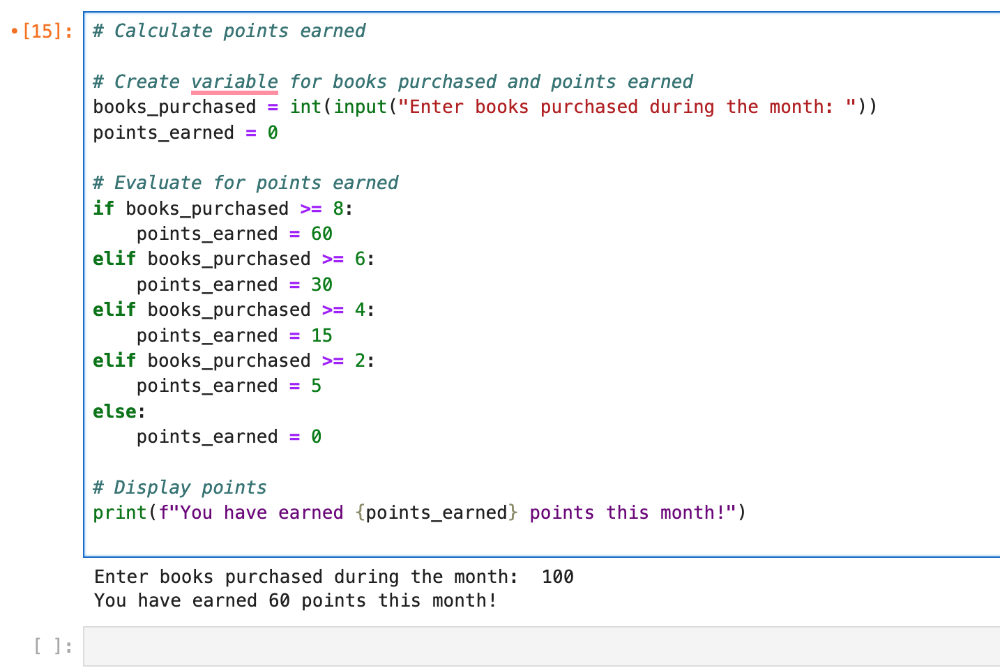 •[15]:
# Calculate points earned
# Create variable for books purchased and points earned
books_purchased = int(input("Enter books purchased during the month: "))
points_earned = 0
# Evaluate for points earned
if books_purchased >= 8:
    points_earned = 60
elif books_purchased >= 6:
    points_earned = 30
elif books_purchased >= 4:
    points_earned = 15
elif books_purchased >= 2:
    points_earned = 5
else:
    points_earned = 0
# Display points
print(f"You have earned {points_earned} points this month!")
Enter books purchased during the month:  100
You have earned 60 points this month!
[ ]: